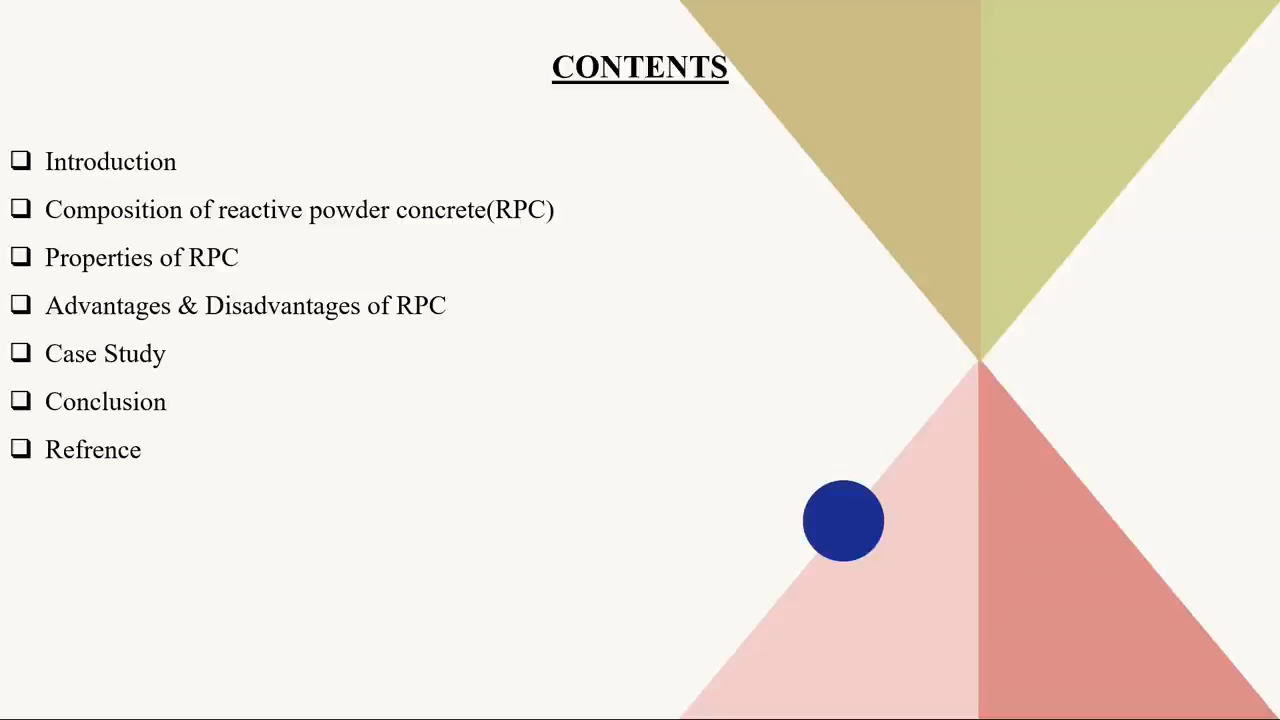 CONTENTS
Introduction
Composition of reactive powder concrete(RPC)
Properties of RPC
Advantages & Disadvantages of RPC
Case Study
Conclusion
Refrence